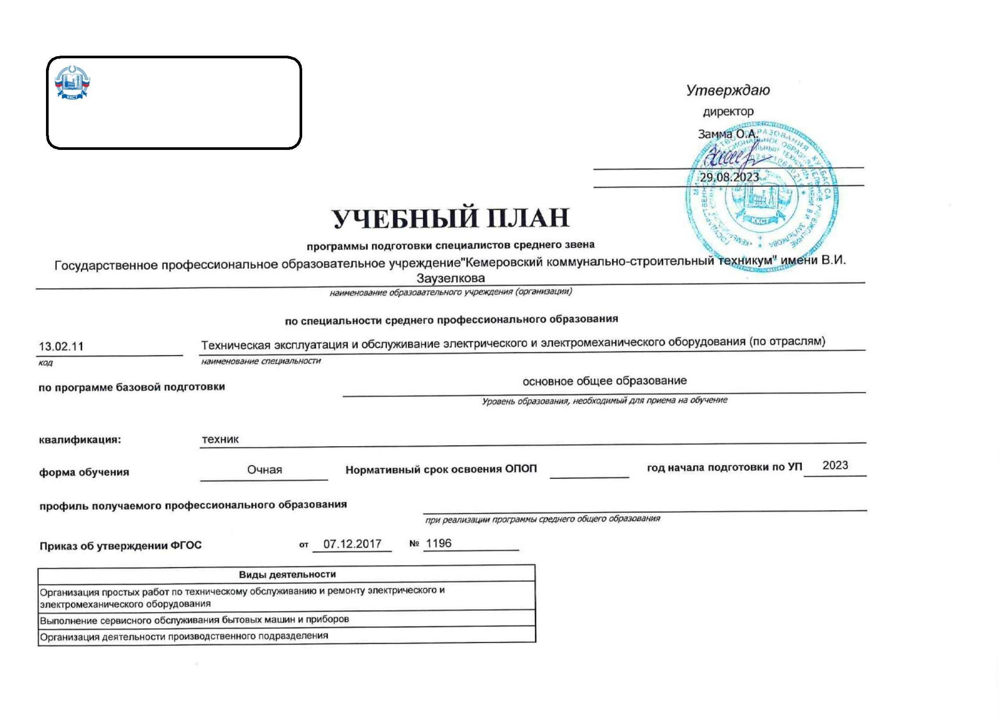 ККСТ
Утверждаю
директор
Замма О.А.
29.08.2023
УЧЕБНЫЙ ПЛАН
программы подготовки специалистов среднего звена
Государственное профессиональное образовательное учреждение"Кемеровский коммунально-строительный техникум" имени В.И.
Заузелкова
наименование образовательного учреждения (организации)
по специальности среднего профессионального образования
13.02.11 Техническая эксплуатация и обслуживание электрического и электромеханического оборудования (по отраслям)
код наименование специальности
по программе базовой подготовки основное общее образование
Уровень образования, необходимый для приема на обучение
квалификация: техник
форма обучения Очная Нормативный срок освоения ОПОП год начала подготовки по УП 2023
профиль получаемого профессионального образования
при реализации программы среднего общего образования
Приказ об утверждении ФГОС от 07.12.2017 № 1196
Виды деятельности
Организация простых работ по техническому обслуживанию и ремонту электрического и
электромеханического оборудования
Выполнение сервисного обслуживания бытовых машин и приборов
Организация деятельности производственного подразделения